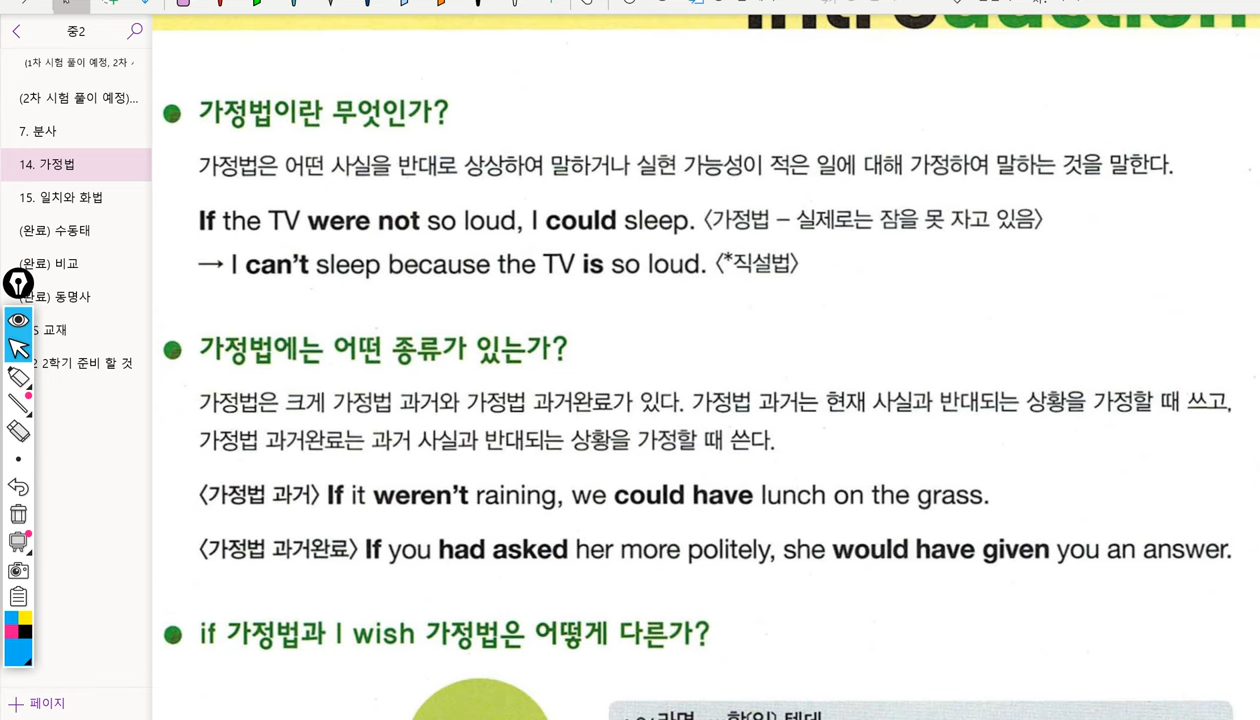 중2
(1차 시험 풀이 예정, 2차
(2차 시험 풀이 예정)...
7. 분사
14. 가정법
15. 일치와 화법
(완료) 수동태
(완료) 비교
동명사
교재
2학기 준비 할 것
페이지
가정법이란 무엇인가?
가정법은 어떤 사실을 반대로 상상하여 말하거나 실현 가능성이 적은 일에 대해 가정하여 말하는 것을 말한다.
If the TV were not so loud, I could sleep. 〈가정법 – 실제로는 잠을 못 자고 있음〉
→ I can't sleep because the TV is so loud. 〈*직설법〉
가정법에는 어떤 종류가 있는가?
가정법은 크게 가정법 과거와 가정법 과거완료가 있다. 가정법 과거는 현재 사실과 반대되는 상황을 가정할 때 쓰고,
가정법 과거완료는 과거 사실과 반대되는 상황을 가정할 때 쓴다.
〈가정법 과거〉 If it weren't raining, we could have lunch on the grass.
〈가정법 과거완료〉 If you had asked her more politely, she would have given you an answer.
if 가정법과 I wish 가정법은 어떻게 다른가?